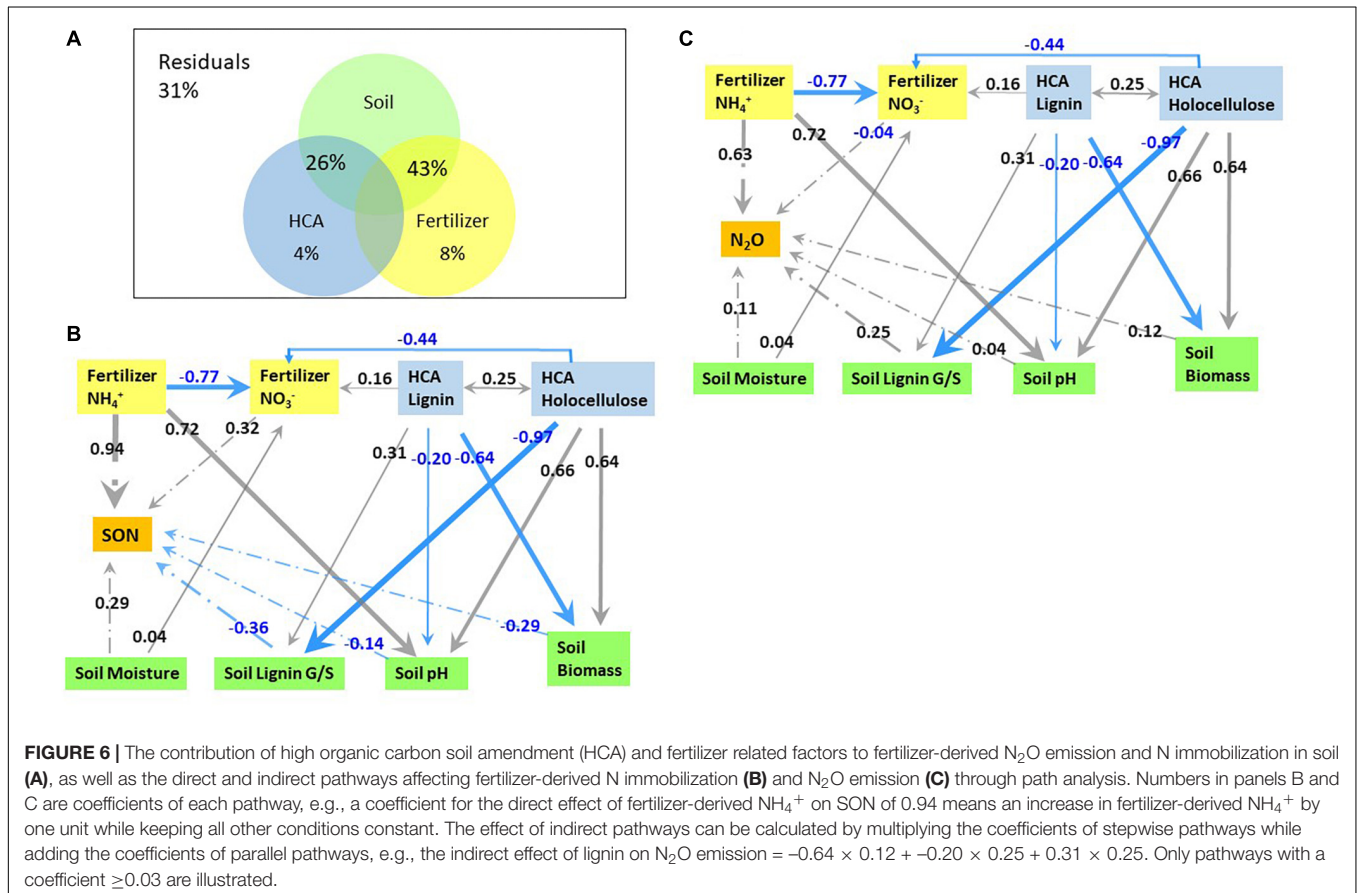 A
Residuals
31%
Soil
26%
43%
HCA
4%
Fertilizer
8%
B
-0.44
Fertilizer
NH₄⁺
-0.77
Fertilizer
NO₃⁻
0.16
HCA
Lignin
0.25
HCA
Holocellulose
0.94
0.72
0.32
0.31
-0.20
-0.64
-0.97
0.66
0.64
SON
0.29
0.04
-0.36
-0.14
-0.29
Soil Moisture
Soil Lignin G/S
Soil pH
Soil
Biomass
C
-0.44
Fertilizer
NH₄⁺
-0.77
Fertilizer
NO₃⁻
0.16
HCA
Lignin
0.25
HCA
Holocellulose
0.63
0.72
-0.04
0.31
-0.20
-0.64
-0.97
0.66
0.64
N₂O
0.11
0.04
0.25
0.04
0.12
Soil Moisture
Soil Lignin G/S
Soil pH
Soil
Biomass
FIGURE 6 | The contribution of high organic carbon soil amendment (HCA) and fertilizer related factors to fertilizer-derived N₂O emission and N immobilization in soil
(A), as well as the direct and indirect pathways affecting fertilizer-derived N immobilization (B) and N₂O emission (C) through path analysis. Numbers in panels B and
C are coefficients of each pathway, e.g., a coefficient for the direct effect of fertilizer-derived NH₄⁺ on SON of 0.94 means an increase in fertilizer-derived NH₄⁺ by
one unit while keeping all other conditions constant. The effect of indirect pathways can be calculated by multiplying the coefficients of stepwise pathways while
adding the coefficients of parallel pathways, e.g., the indirect effect of lignin on N₂O emission = –0.64 × 0.12 + –0.20 × 0.25 + 0.31 × 0.25. Only pathways with a
coefficient ≥0.03 are illustrated.